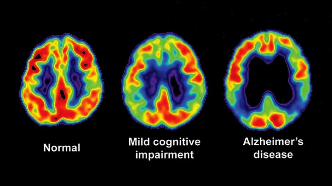 Normal
Mild cognitive
impairment
Alzheimer's
disease